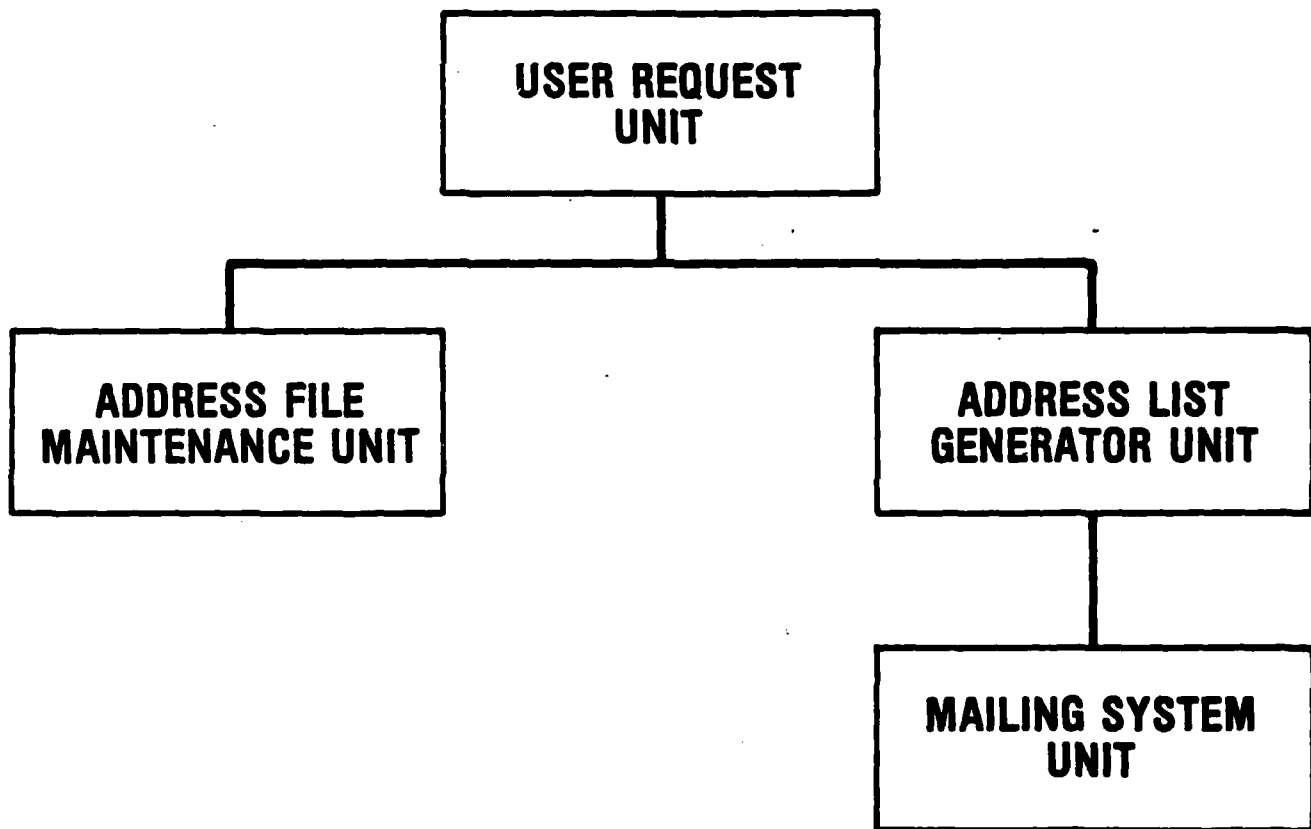 USER REQUEST
UNIT
ADDRESS FILE
MAINTENANCE UNIT
ADDRESS LIST
GENERATOR UNIT
MAILING SYSTEM
UNIT